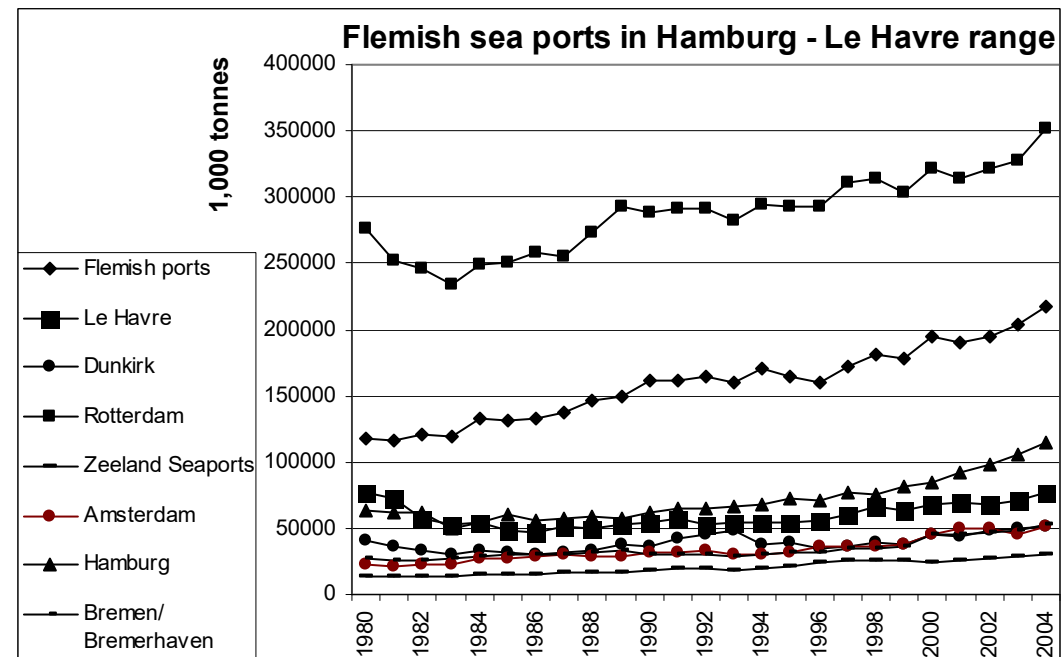 Flemish sea ports in Hamburg - Le Havre range
1,000 tonnes
400000
350000
300000
250000
200000
150000
100000
50000
0
1980
1982
1984
1986
1988
1990
1992
1994
1996
1998
2000
2002
2004
Flemish ports
Le Havre
Dunkirk
Rotterdam
Zeeland Seaports
Amsterdam
Hamburg
Bremen/
Bremerhaven